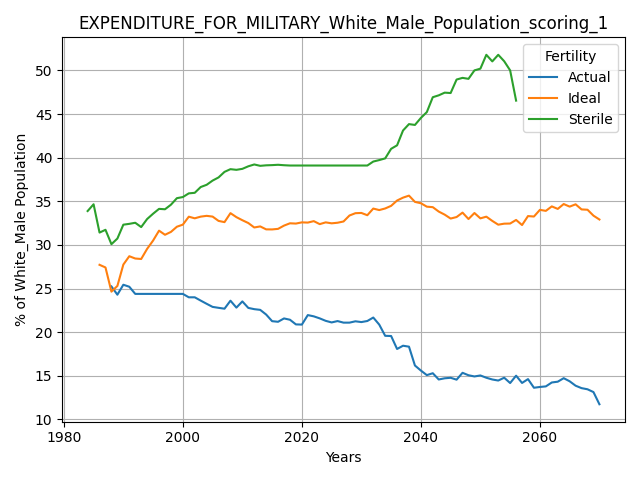 EXPENDITURE_FOR_MILITARY_White_Male_Population_scoring_1
% of White_Male Population
50
45
40
35
30
25
20
15
10
Fertility
Actual
Ideal
Sterile
1980
2000
2020
2040
2060
Years